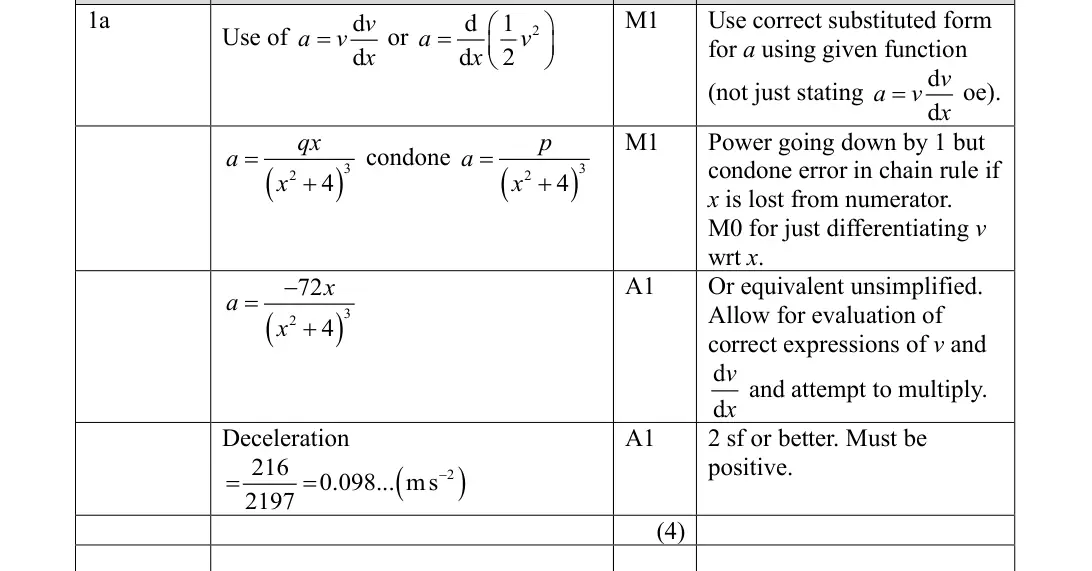 1a
Use of a = v dv/dx or a = d/dx (1/2 v²)
M1
Use correct substituted form
for a using given function
(not just stating a = v dv/dx oe).
a = qx/(x² + 4)³ condone a = p/(x² + 4)³
M1
Power going down by 1 but
condone error in chain rule if
x is lost from numerator.
M0 for just differentiating v
wrt x.
a = −72x/(x² + 4)³
A1
Or equivalent unsimplified.
Allow for evaluation of
correct expressions of v and
dv/dx and attempt to multiply.
Deceleration
= 216/2197 = 0.098...(m s⁻²)
A1
2 sf or better. Must be
positive.
(4)